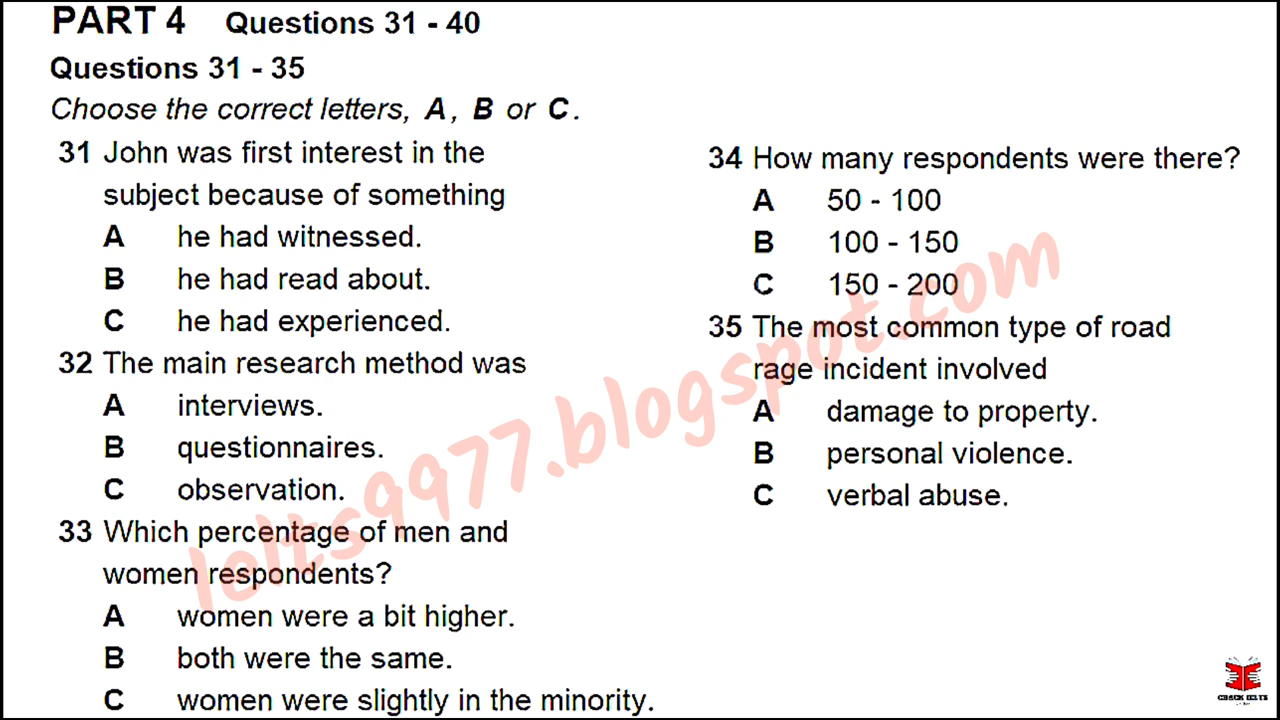 PART 4 Questions 31 - 40
Questions 31 - 35
Choose the correct letters, A, B or C.
31 John was first interest in the
subject because of something
A he had witnessed.
B he had read about.
C he had experienced.
32 The main research method was
A interviews.
B questionnaires.
C observation.
33 Which percentage of men and
women respondents?
A women were a bit higher.
B both were the same.
C women were slightly in the minority.
34 How many respondents were there?
A 50 - 100
B 100 - 150
C 150 - 200
35 The most common type of road
rage incident involved
A damage to property.
B personal violence.
C verbal abuse.
Ielts9977.blogspot.com
CRACK IELTS